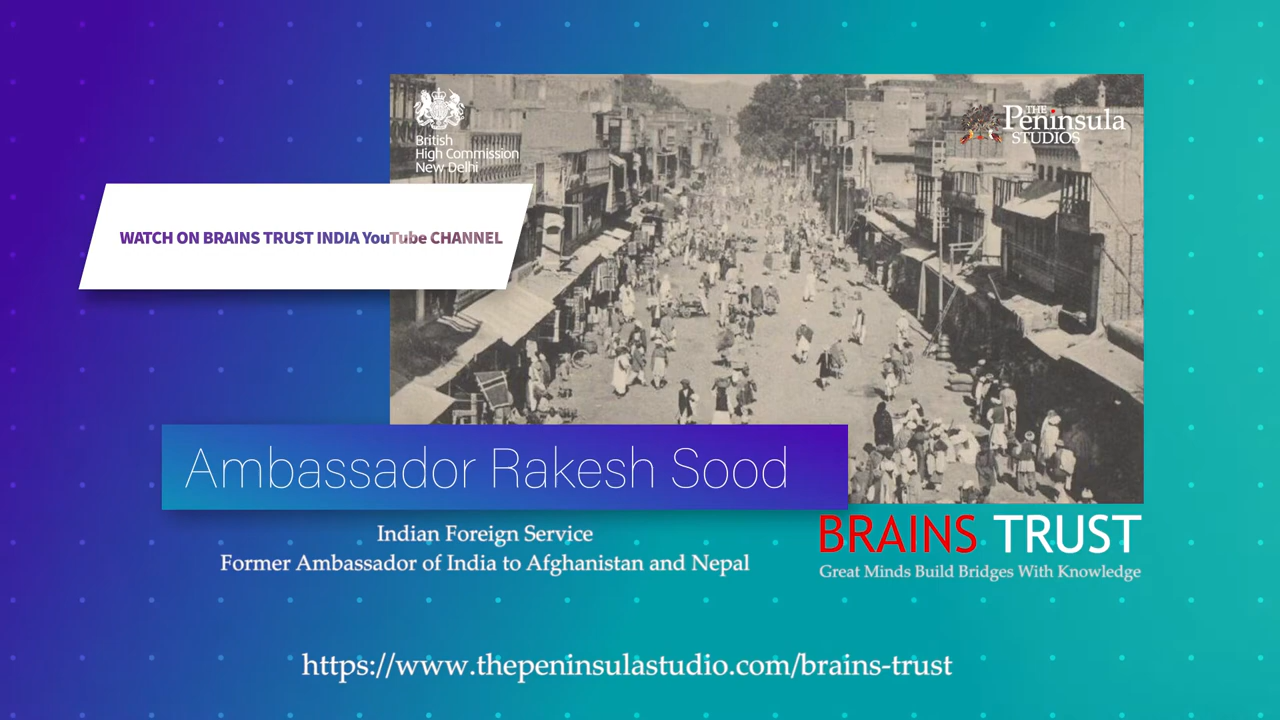 British
High Commission
New Delhi
THE
Peninsula
STUDIOS
WATCH ON BRAINS TRUST INDIA YouTube CHANNEL
Ambassador Rakesh Sood
Indian Foreign Service
Former Ambassador of India to Afghanistan and Nepal
BRAINS TRUST
Great Minds Build Bridges With Knowledge
https://www.thepeninsulastudio.com/brains-trust